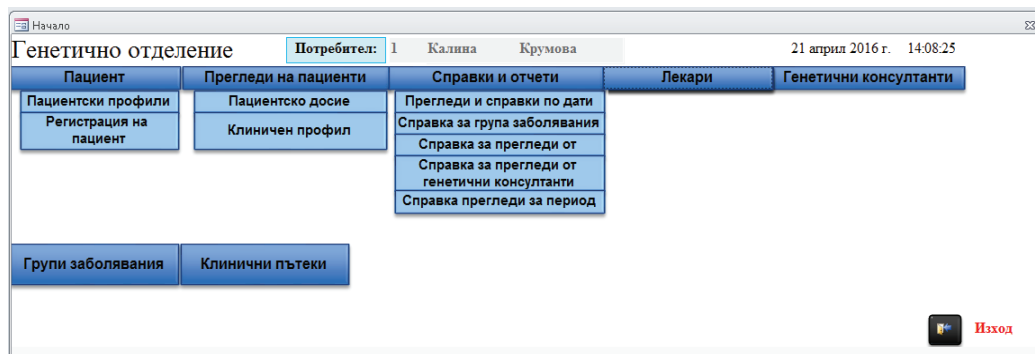 Начало
Генетично отделение Потребител: 1 Калина Крумова 21 април 2016 г. 14:08:25
Пациент Прегледи на пациенти Справки и отчети Лекари Генетични консултанти
Пациентски профили Пациентско досие Прегледи и справки по дати
Регистрация на пациент Клиничен профил Справка за група заболявания
Справка за прегледи от
Справка за прегледи от
генетични консултанти
Справка прегледи за период
Групи заболявания Клинични пътеки
Изход